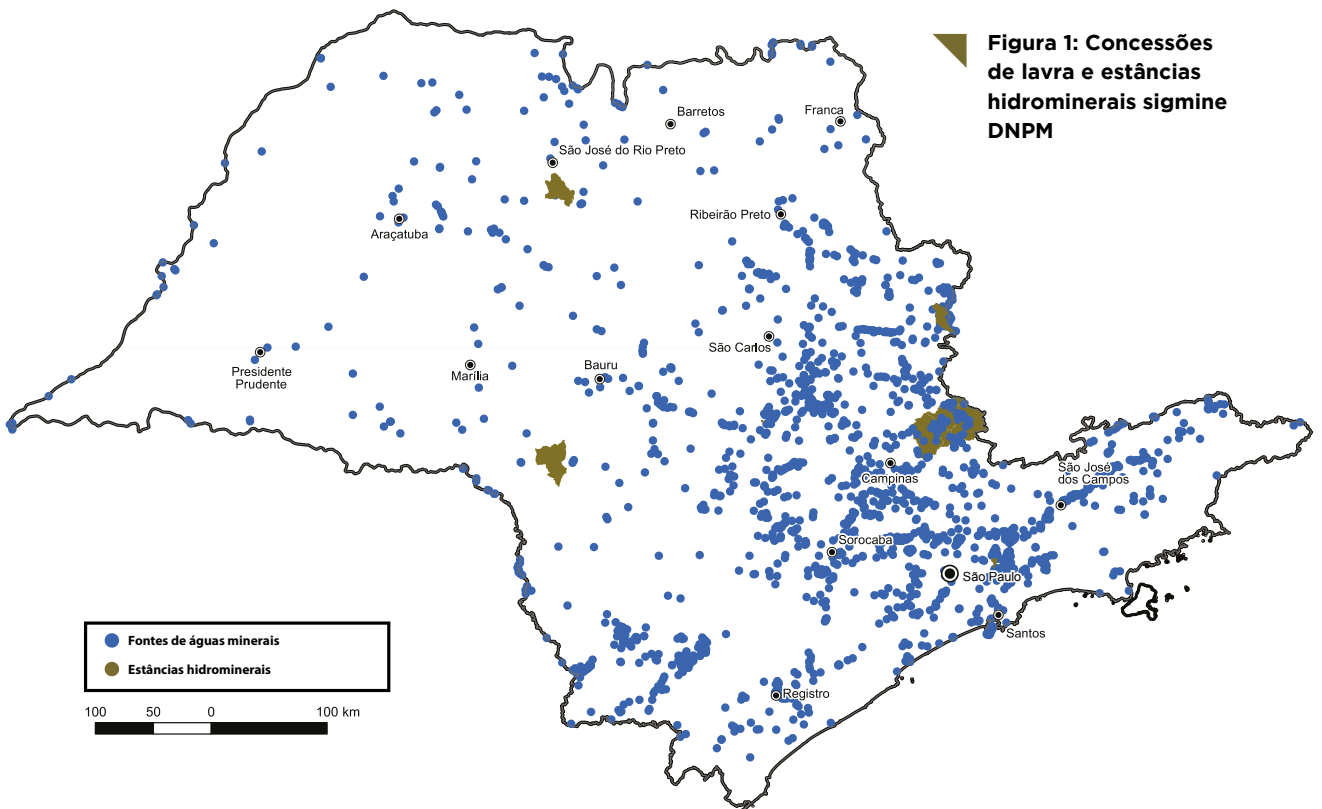 Figura 1: Concessões
de lavra e estâncias
hidrominerais sigmine
DNPM
Barretos
Franca
São José do Rio Preto
Ribeirão Preto
Araçatuba
São Carlos
Presidente
Prudente
Marília
Bauru
Campinas
São José
dos Campos
Sorocaba
São Paulo
Santos
Registro
Fontes de águas minerais
Estâncias hidrominerais
100 50 0 100 km